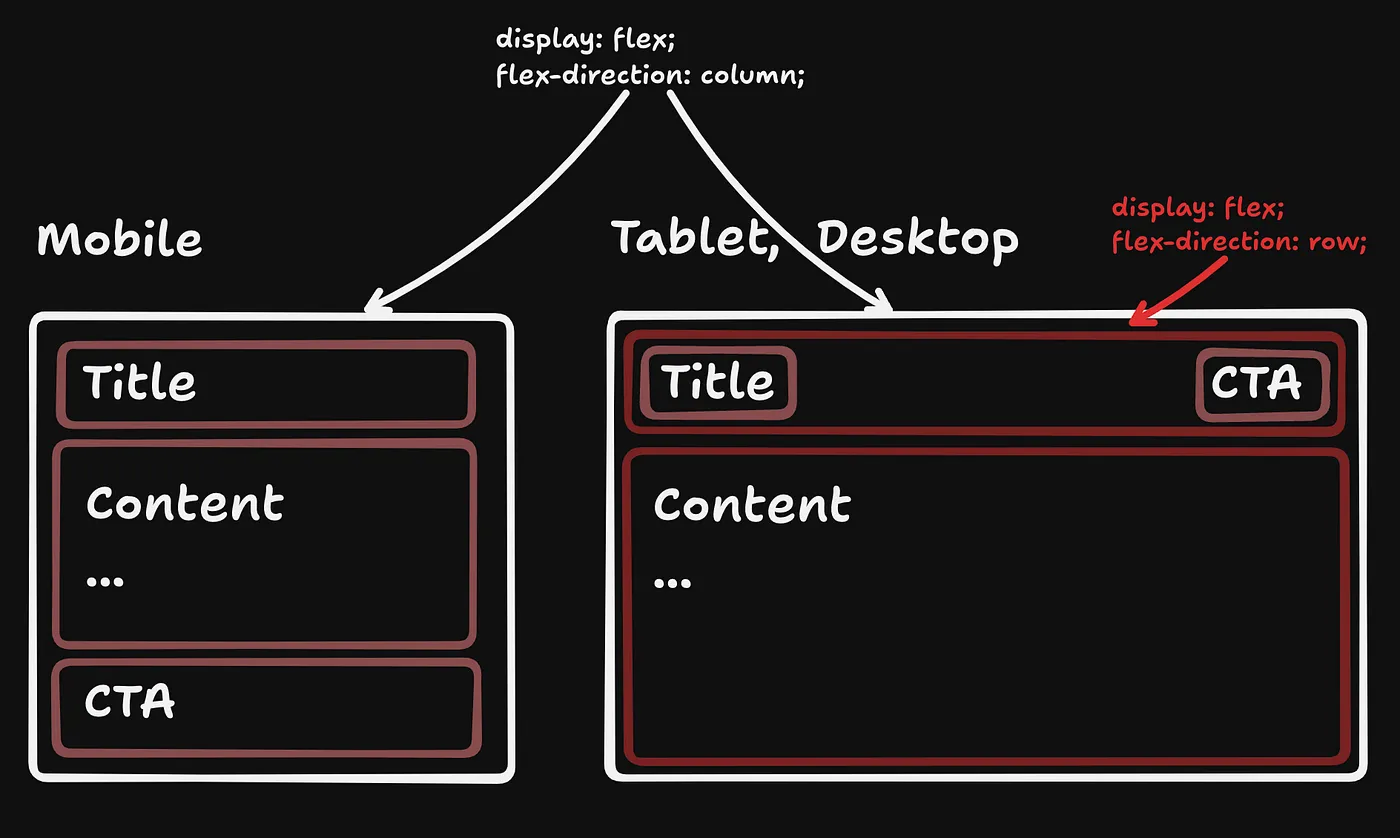 display: flex;
flex-direction: column;
Mobile
Tablet, Desktop
display: flex;
flex-direction: row;
Title
Content
...
CTA
Title
CTA
Content
...